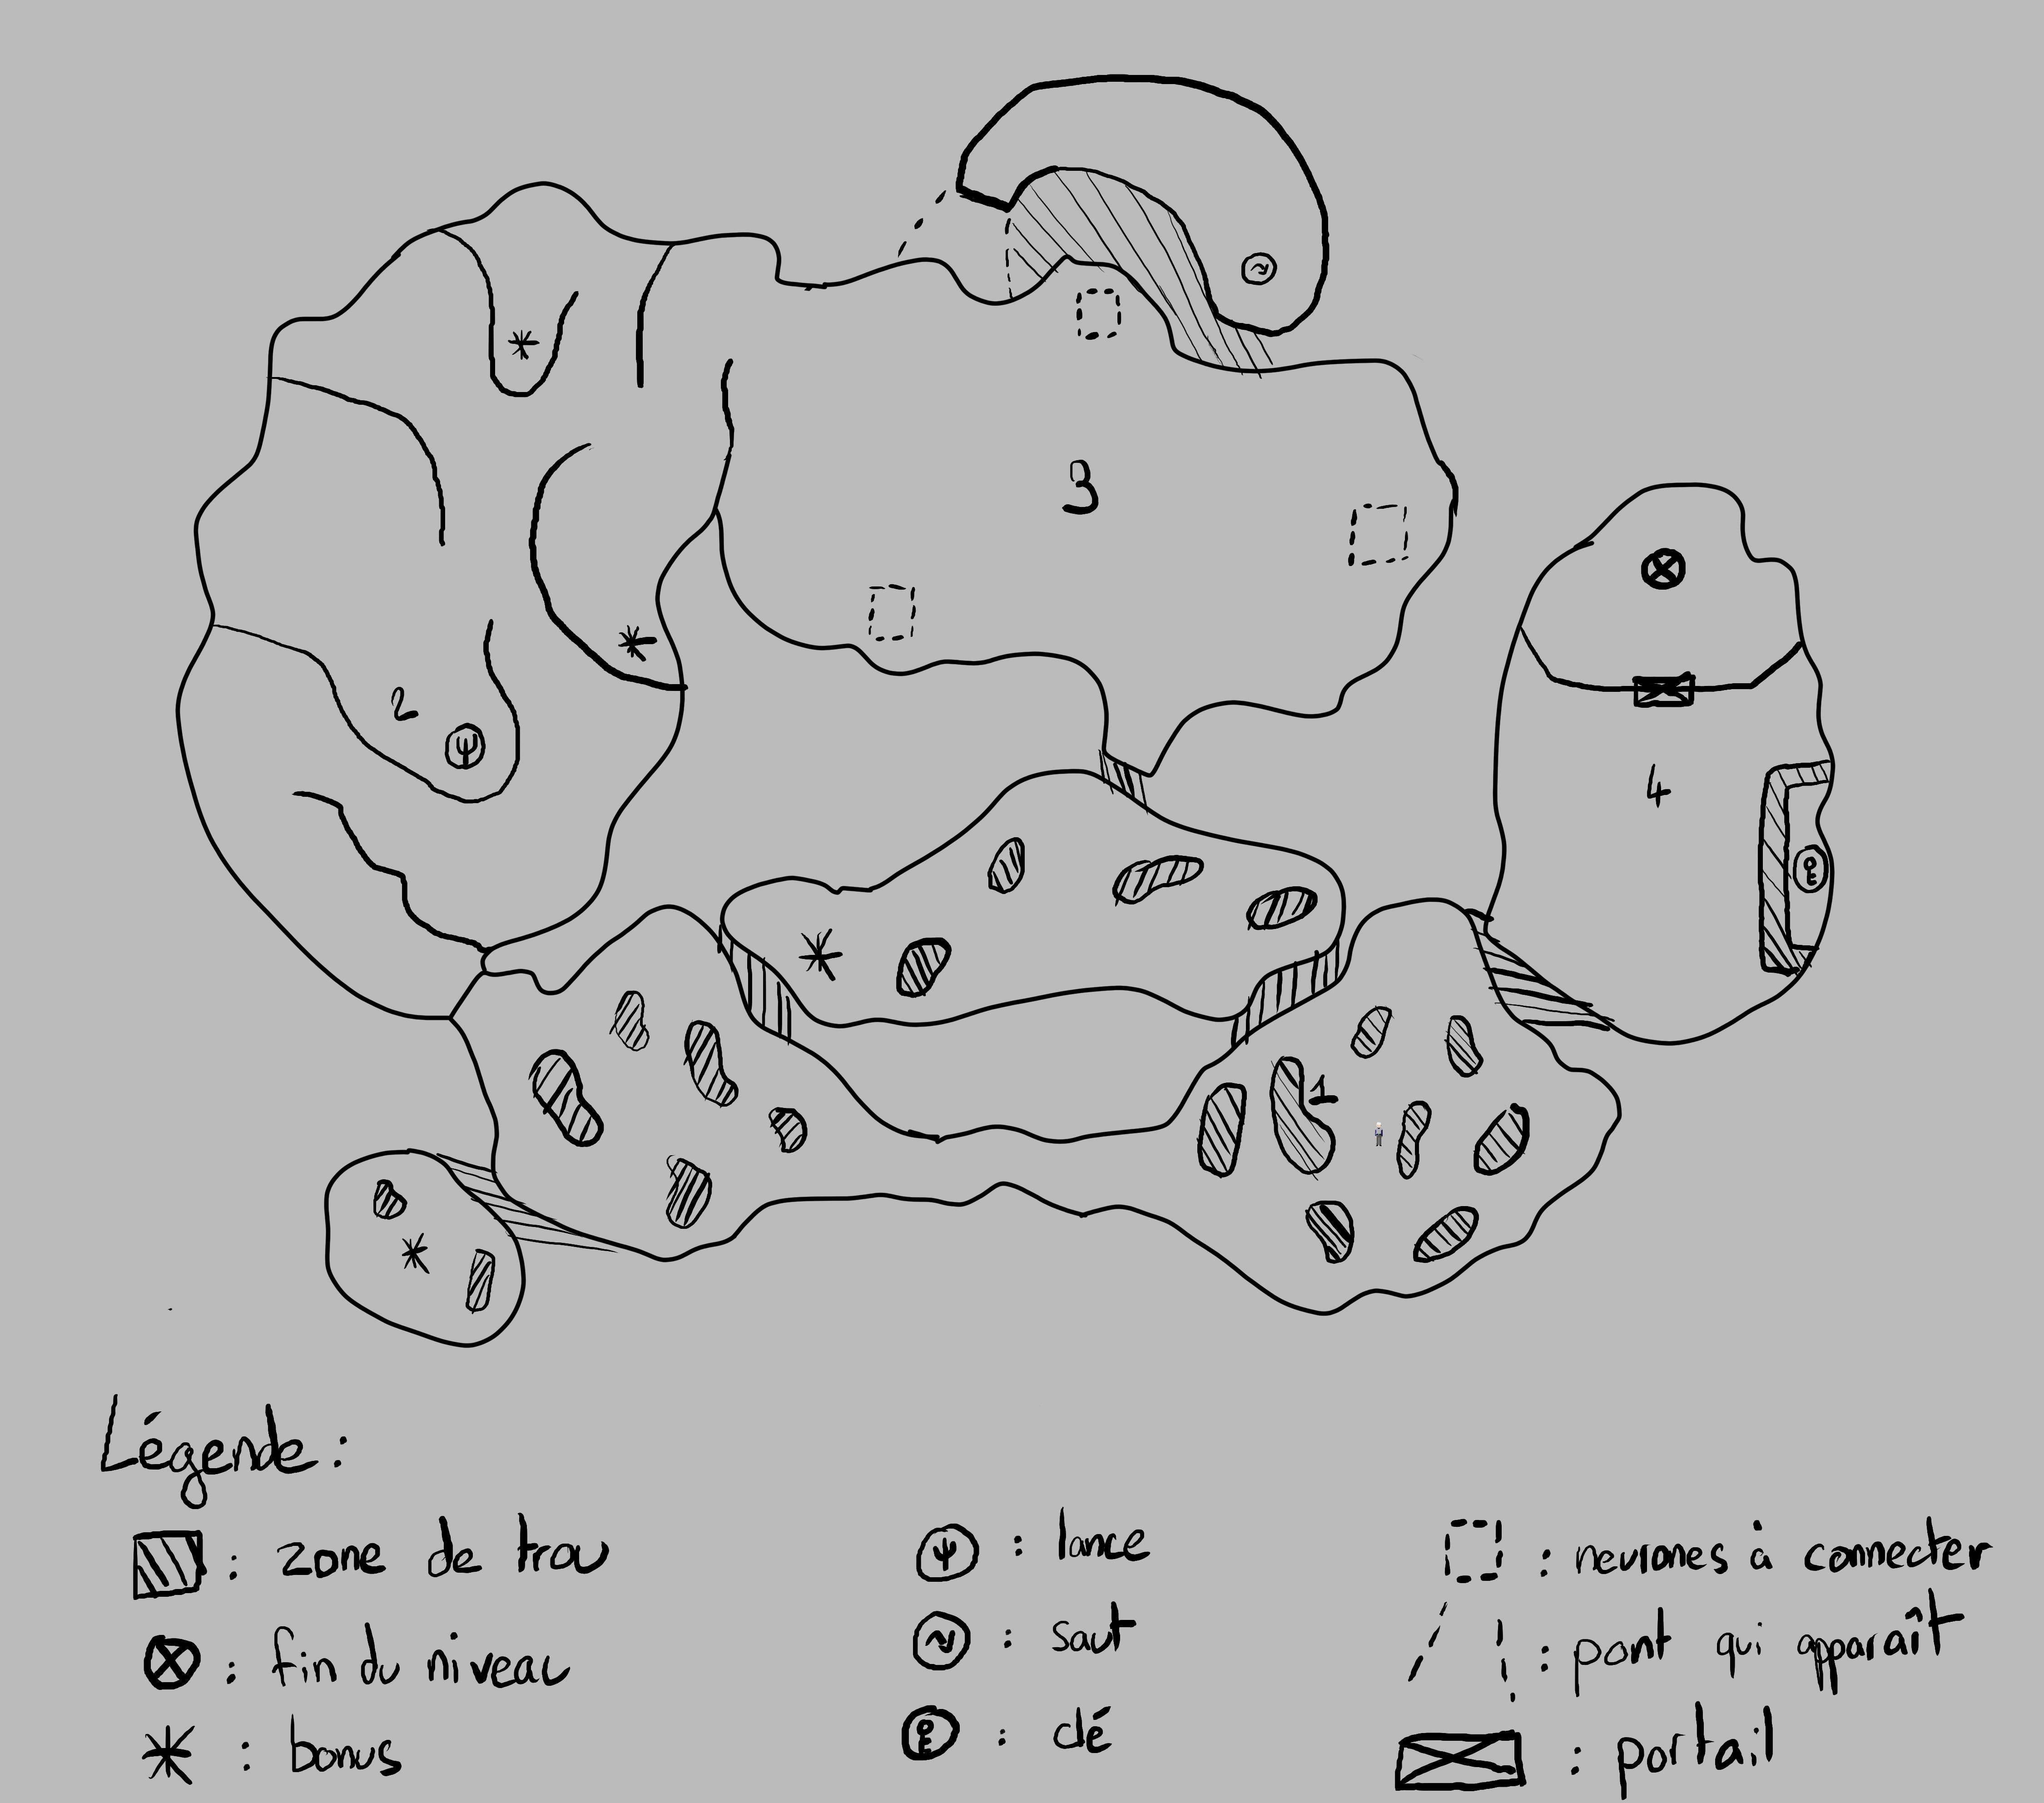 3
2
4
1
Légende :
: zone de trou
: lance
: neurones à connecter
: fin du niveau
: saut
: pont qui apparaît
: bonus
: clé
: portail